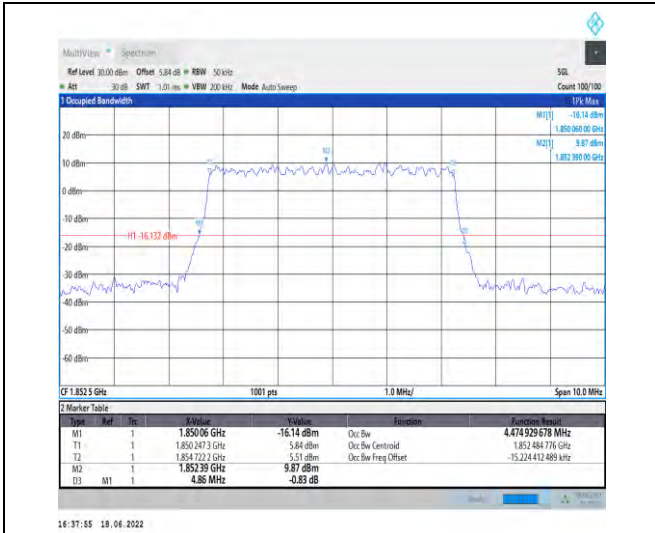 MultiView Spectrum
Ref Level 30.00 dBm Offset 5.84 dB RBW 50 kHz SGL
Att 30 dB SWT 1.01 ms VBW 200 kHz Mode Auto Sweep Count 100/100
1 Occupied Bandwidth 1Pk Max
M1[1] -16.14 dBm
1.850 060 00 GHz
M2[1] 9.87 dBm
1.852 390 00 GHz
20 dBm
M2
T1 T2
10 dBm
0 dBm
-10 dBm
M1 D3
H1 -16.132 dBm
-20 dBm
-30 dBm
-40 dBm
-50 dBm
-60 dBm
CF 1.852 5 GHz 1001 pts 1.0 MHz/ Span 10.0 MHz
2 Marker Table
Type Ref Trc X-Value Y-Value Function Function Result
M1 1 1.85006 GHz -16.14 dBm Occ Bw 4.474 929 678 MHz
T1 1 1.850 247 3 GHz 5.84 dBm Occ Bw Centroid 1.852 484 776 GHz
T2 1 1.854 722 2 GHz 5.51 dBm Occ Bw Freq Offset -15.224 412 489 kHz
M2 1 1.85239 GHz 9.87 dBm
D3 M1 1 4.86 MHz -0.83 dB
16:37:55 18.06.2022